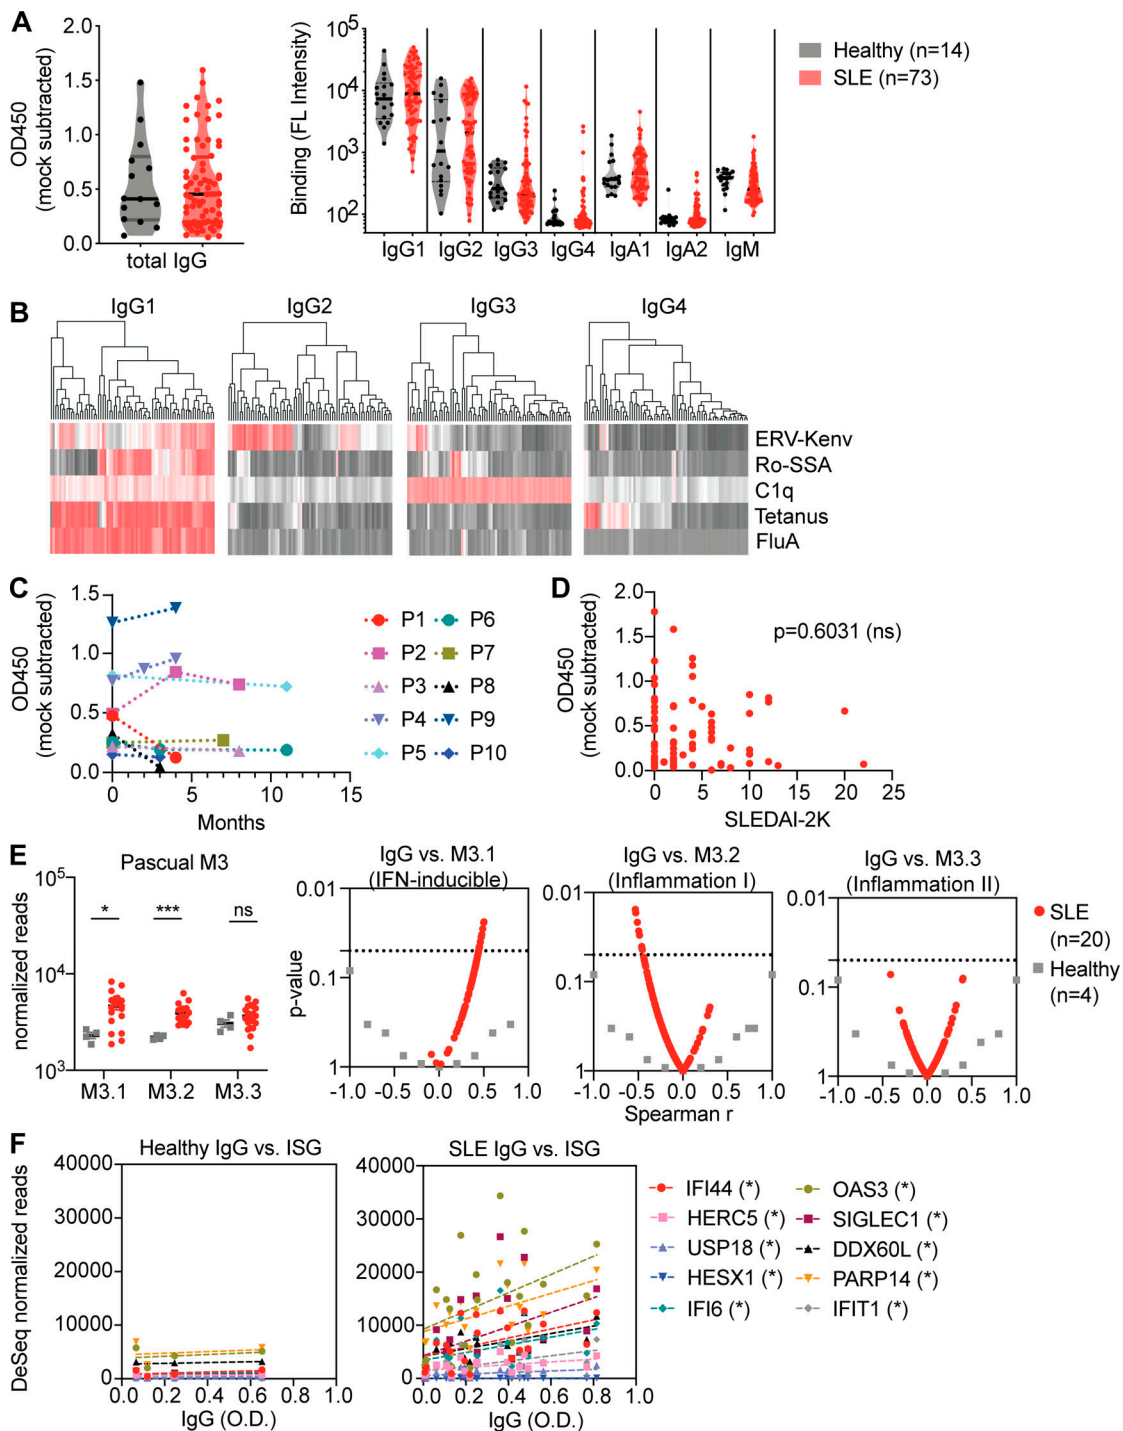 A
OD450
(mock subtracted)
2.0
1.5
1.0
0.5
0.0
total IgG
Binding (FL Intensity)
10^5
10^4
10^3
10^2
IgG1 IgG2 IgG3 IgG4 IgA1 IgA2 IgM
Healthy (n=14)
SLE (n=73)
B
IgG1 IgG2 IgG3 IgG4
ERV-Kenv
Ro-SSA
C1q
Tetanus
FluA
C
OD450
(mock subtracted)
1.5
1.0
0.5
0.0
0 5 10 15
Months
P1 P6
P2 P7
P3 P8
P4 P9
P5 P10
D
OD450
(mock subtracted)
2.0
1.5
1.0
0.5
0.0
p=0.6031 (ns)
0 5 10 15 20 25
SLEDAI-2K
E
Pascual M3
normalized reads
10^5
10^4
10^3
* *** ns
M3.1 M3.2 M3.3
IgG vs. M3.1
(IFN-inducible)
p-value
0.01
0.1
1
-1.0 -0.5 0.0 0.5 1.0
IgG vs. M3.2
(Inflammation I)
0.01
0.1
1
-1.0 -0.5 0.0 0.5 1.0
Spearman r
IgG vs. M3.3
(Inflammation II)
0.01
0.1
1
-1.0 -0.5 0.0 0.5 1.0
SLE
(n=20)
Healthy
(n=4)
F
Healthy IgG vs. ISG
DeSeq normalized reads
40000
30000
20000
10000
0
0.0 0.2 0.4 0.6 0.8 1.0
IgG (O.D.)
SLE IgG vs. ISG
40000
30000
20000
10000
0
0.0 0.2 0.4 0.6 0.8 1.0
IgG (O.D.)
IFI44 (*) OAS3 (*)
HERC5 (*) SIGLEC1 (*)
USP18 (*) DDX60L (*)
HESX1 (*) PARP14 (*)
IFI6 (*) IFIT1 (*)